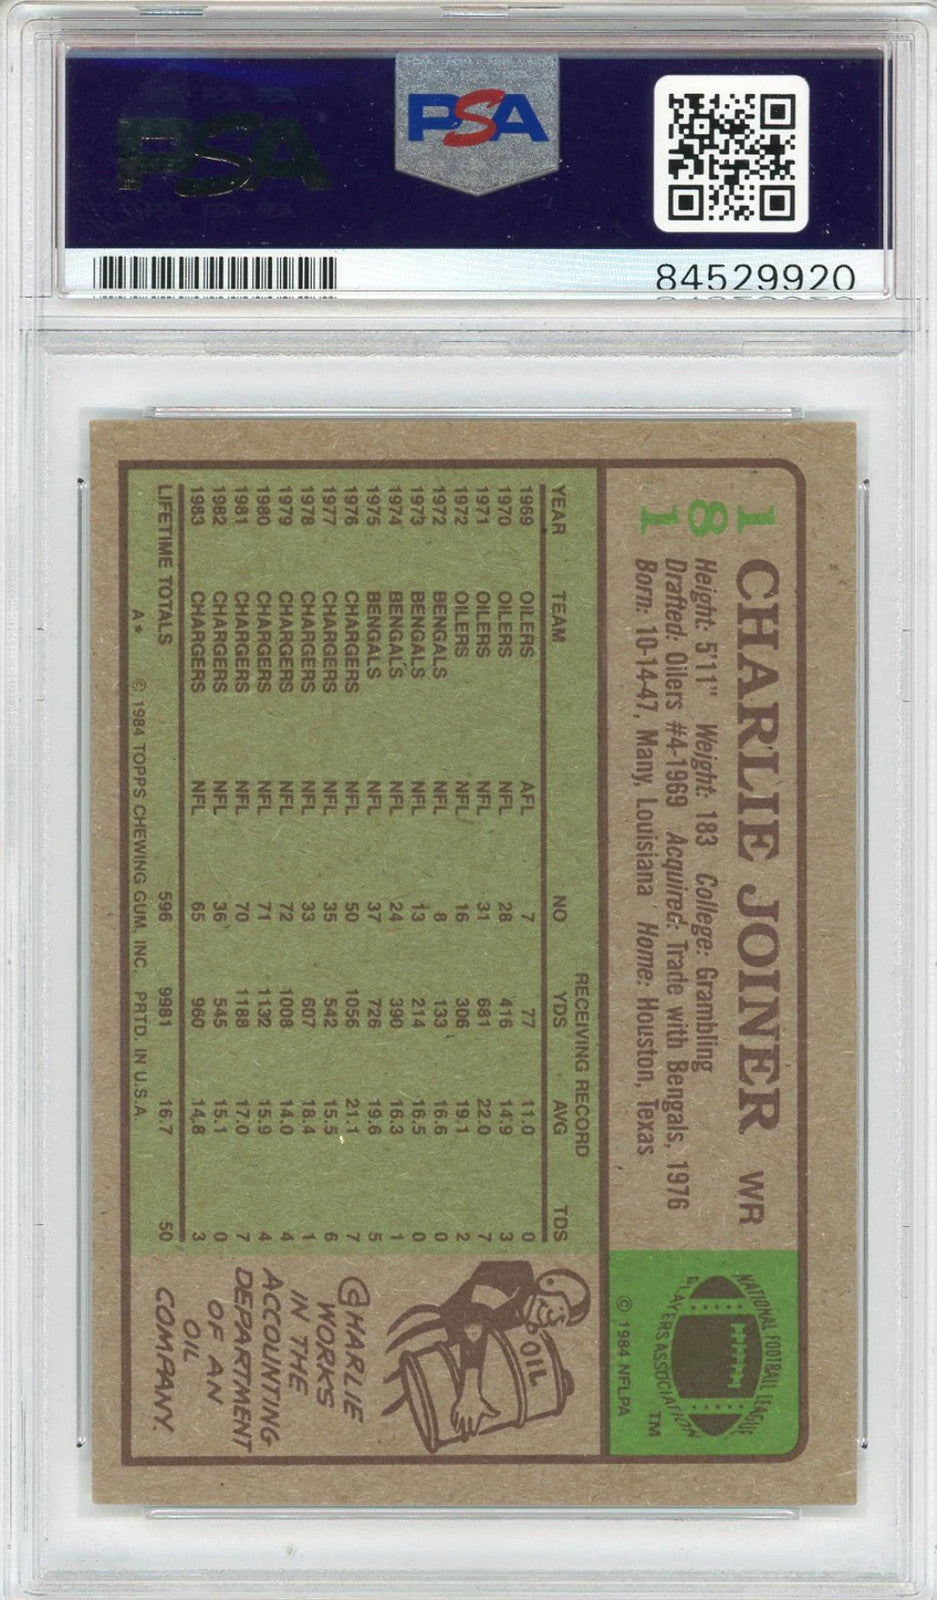 PSA
PSA
84529920
181
CHARLIE JOINER WR
Height: 5'11" Weight: 183 College: Grambling
Drafted: Oilers #4-1969 Acquired: Trade with Bengals, 1976
Born: 10-14-47, Many, Louisiana Home: Houston, Texas
NATIONAL FOOTBALL LEAGUE
PLAYERS ASSOCIATION
TM
© 1984 NFLPA
RECEIVING RECORD
YEAR TEAM NO YDS AVG TDS
1969 OILERS AFL 7 77 11.0 0
1970 OILERS NFL 28 416 14.9 3
1971 OILERS NFL 31 681 22.0 7
1972 OILERS NFL 16 306 19.1 2
1972 BENGALS NFL 8 133 16.6 0
1973 BENGALS NFL 13 214 16.5 0
1974 BENGALS NFL 24 390 16.3 1
1975 BENGALS NFL 37 726 19.6 5
1976 CHARGERS NFL 50 1056 21.1 7
1977 CHARGERS NFL 35 542 15.5 6
1978 CHARGERS NFL 33 607 18.4 1
1979 CHARGERS NFL 72 1008 14.0 4
1980 CHARGERS NFL 71 1132 15.9 4
1981 CHARGERS NFL 70 1188 17.0 7
1982 CHARGERS NFL 36 545 15.1 0
1983 CHARGERS NFL 65 960 14.8 3
LIFETIME TOTALS 596 9981 16.7 50
A* © 1984 TOPPS CHEWING GUM, INC. PRTD. IN U.S.A.
OIL
CHARLIE
WORKS
IN THE
ACCOUNTING
DEPARTMENT
OF AN
OIL
COMPANY.
PSA